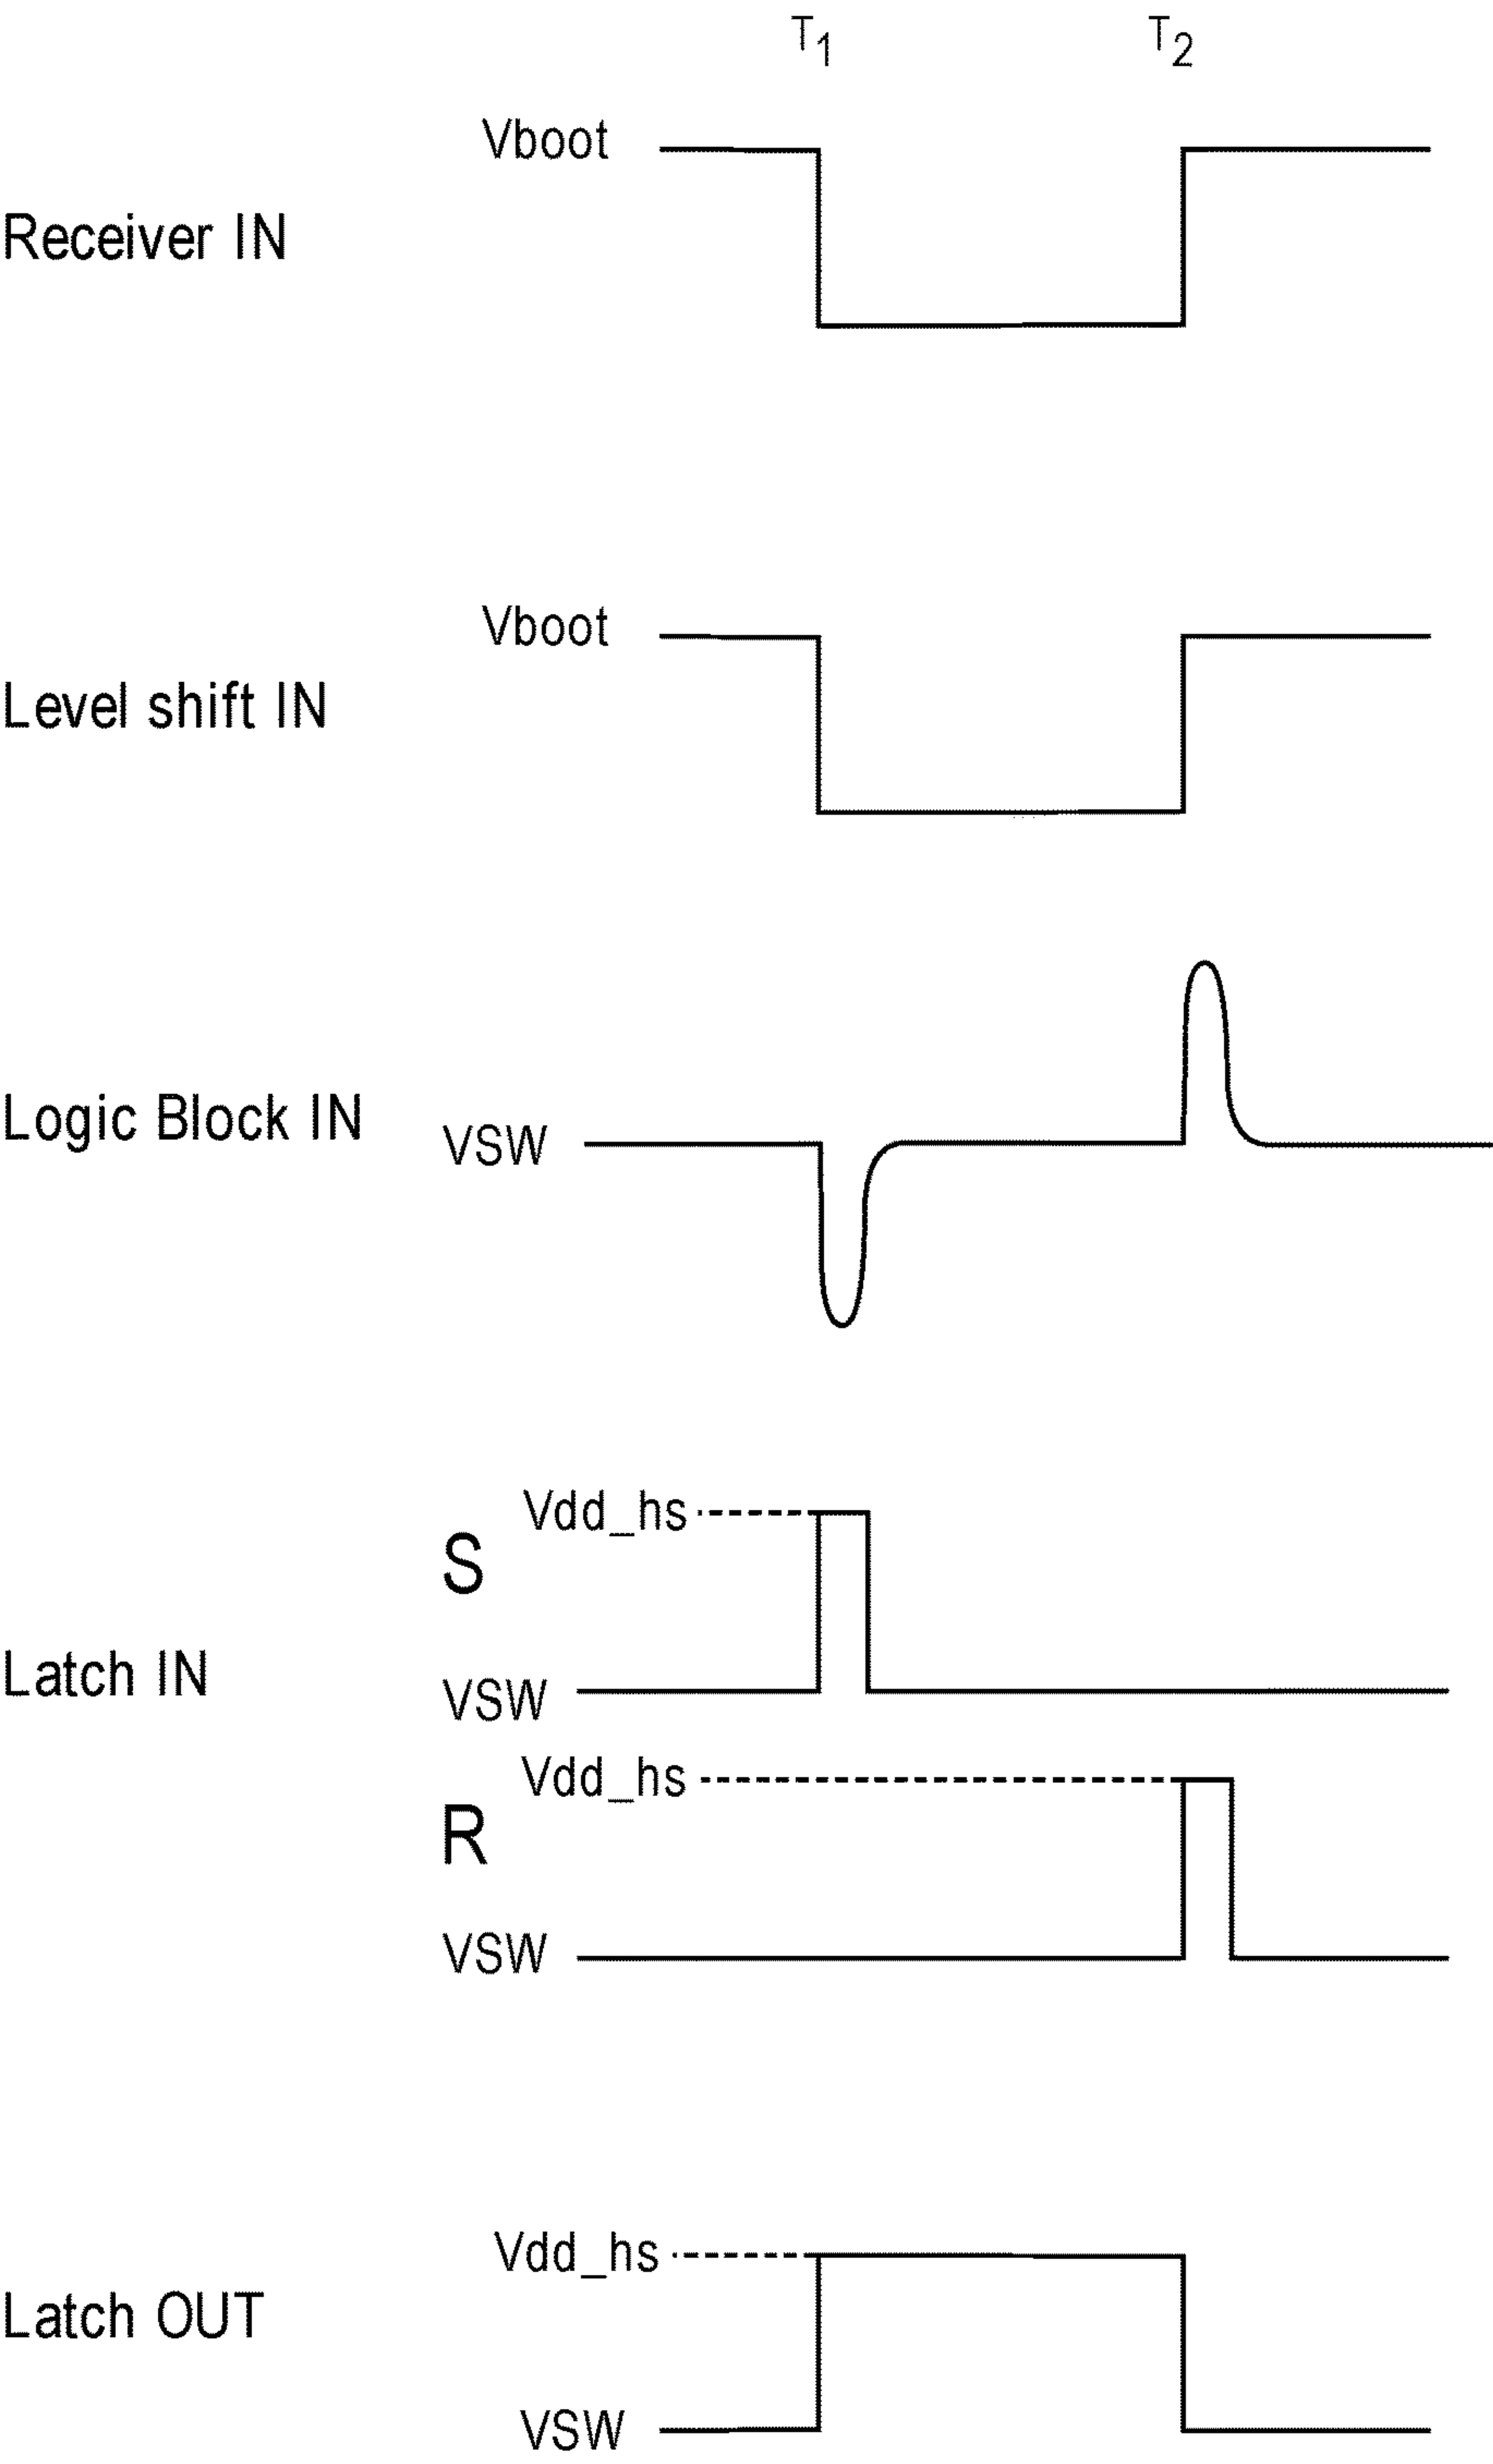 T1 T2
Vboot
Receiver IN
Vboot
Level shift IN
Logic Block IN VSW
Vdd_hs
S
Latch IN
VSW
Vdd_hs
R
VSW
Vdd_hs
Latch OUT
VSW